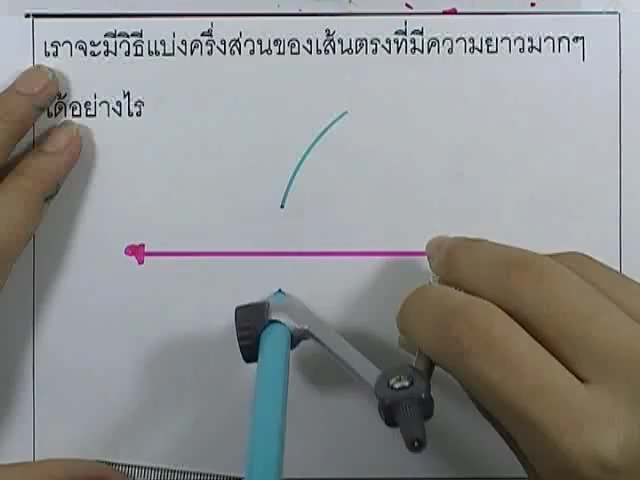 เราจะมีวิธีแบ่งครึ่งส่วนของเส้นตรงที่มีความยาวมากๆ
ได้อย่างไร